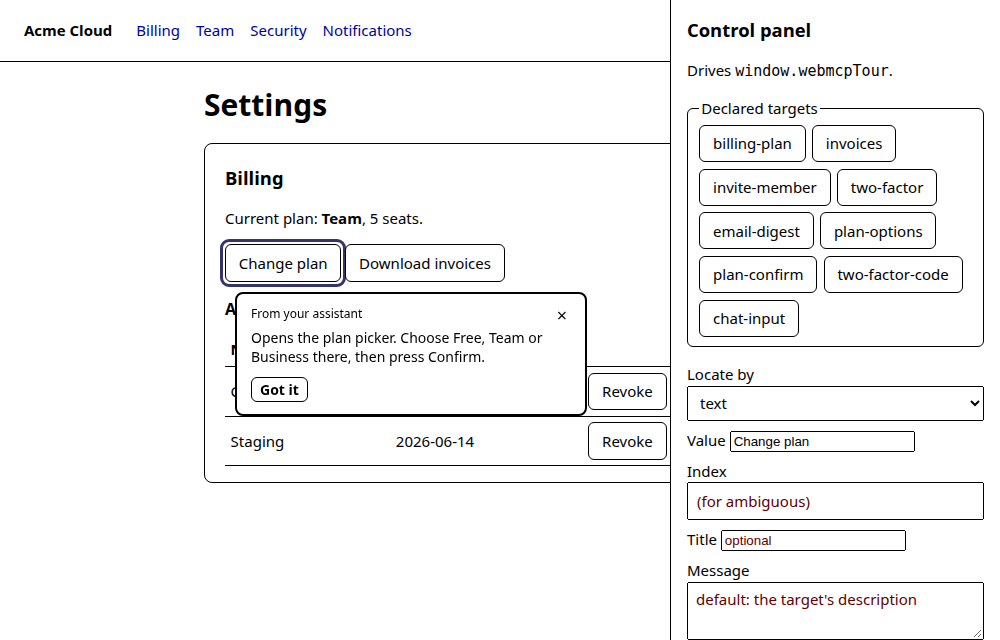 Acme Cloud Billing Team Security Notifications
Settings
Billing
Current plan: Team, 5 seats.
Change plan Download invoices
From your assistant ×
Opens the plan picker. Choose Free, Team or
Business there, then press Confirm.
Got it
Revoke
Staging 2026-06-14 Revoke
Control panel
Drives window.webmcpTour.
Declared targets
billing-plan invoices
invite-member two-factor
email-digest plan-options
plan-confirm two-factor-code
chat-input
Locate by
text
Value Change plan
Index
(for ambiguous)
Title optional
Message
default: the target's description